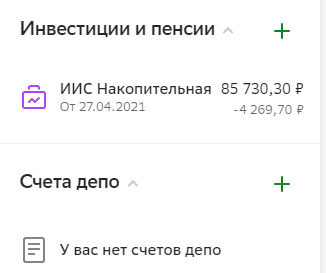 Инвестиции и пенсии
ИИС Накопительная 85 730,30 ₽
От 27.04.2021 -4 269,70 ₽
Счета депо
У вас нет счетов депо